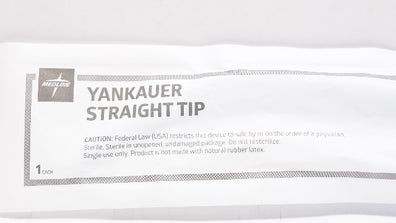 MEDLINE
YANKAUER
STRAIGHT TIP
CAUTION: Federal Law (USA) restricts this device to sale by or on the order of a physician.
Sterile. Sterile in unopened, undamaged package. Do not resterilize.
Single use only. Product is not made with natural rubber latex.
1 EACH